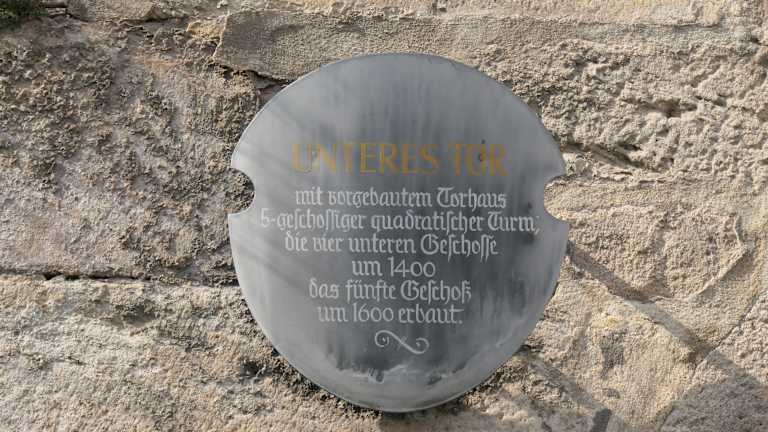 UNTERES TOR
mit vorgebautem Torhaus
5-geschossiger quadratischer Turm;
die vier unteren Geschosse
um 1400
das fünfte Geschoß
um 1600 erbaut.